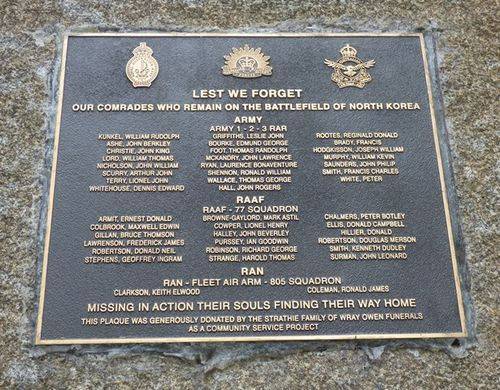 LEST WE FORGET
OUR COMRADES WHO REMAIN ON THE BATTLEFIELD OF NORTH KOREA
ARMY
ARMY 1 - 2 - 3 RAR
KUNKEL, WILLIAM RUDOLPH
ASHE, JOHN BERKLEY
CHRISTIE, JOHN KING
LORD, WILLIAM THOMAS
NICHOLSON, JOHN WILLIAM
SCURRY, ARTHUR JOHN
TERRY, LIONEL JOHN
WHITEHOUSE, DENNIS EDWARD
GRIFFITHS, LESLIE JOHN
BOURKE, EDMUND GEORGE
FOOT, THOMAS RANDOLPH
MCKANDRY, JOHN LAWRENCE
RYAN, LAURENCE BONAVENTURE
SHENNON, RONALD WILLIAM
WALLACE, THOMAS GEORGE
HALL, JOHN ROGERS
ROOTES, REGINALD DONALD
BRADY, FRANCIS
HODGKISSON, JOSEPH WILLIAM
MURPHY, WILLIAM KEVIN
SAUNDERS, JOHN PHILIP
SMITH, FRANCIS CHARLES
WHITE, PETER
RAAF
RAAF - 77 SQUADRON
ARMIT, ERNEST DONALD
COLBROOK, MAXWELL EDWIN
GILLAN, BRUCE THOMSON
LAWRENSON, FREDERICK JAMES
ROBERTSON, DONALD NEIL
STEPHENS, GEOFFREY INGRAM
BROWNE-GAYLORD, MARK ASTIL
COWPER, LIONEL HENRY
HALLEY, JOHN BEVERLEY
PURSSEY, IAN GOODWIN
ROBINSON, RICHARD GEORGE
STRANGE, HAROLD THOMAS
CHALMERS, PETER BOTLEY
ELLIS, DONALD CAMPBELL
HILLIER, DONALD
ROBERTSON, DOUGLAS MERSON
SMITH, KENNETH DUDLEY
SURMAN, JOHN LEONARD
RAN
RAN - FLEET AIR ARM - 805 SQUADRON
CLARKSON, KEITH ELWOOD
COLEMAN, RONALD JAMES
MISSING IN ACTION THEIR SOULS FINDING THEIR WAY HOME
THIS PLAQUE WAS GENEROUSLY DONATED BY THE STRATHIE FAMILY OF WRAY OWEN FUNERALS
AS A COMMUNITY SERVICE PROJECT